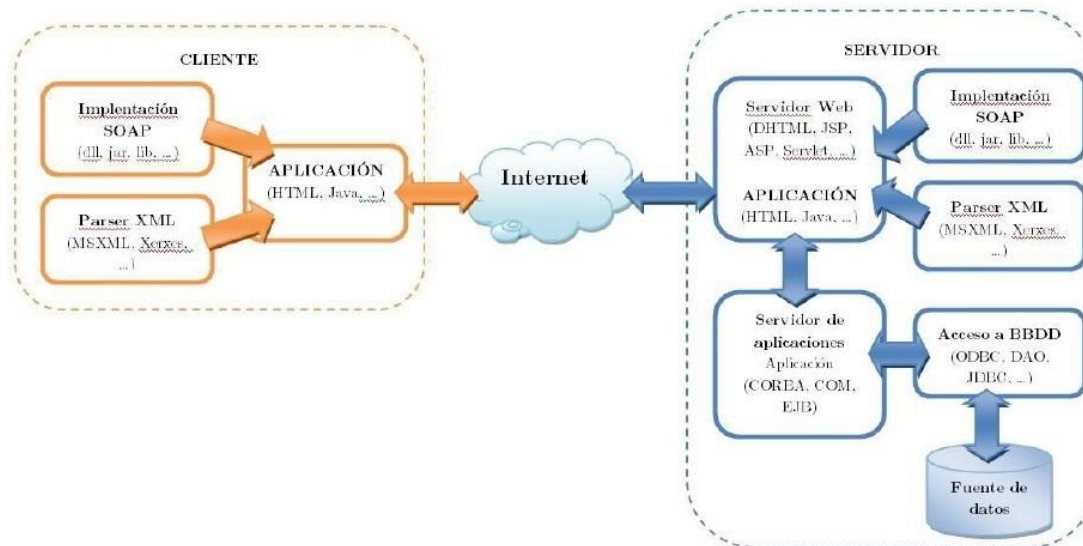 CLIENTE
Implentación
SOAP
(dll, jar, lib, ...)
APLICACIÓN
(HTML, Java, ...)
Parser XML
(MSXML, Xerxes,
...)
Internet
SERVIDOR
Servidor Web
(DHTML, JSP,
ASP, Servlet, ...)
APLICACIÓN
(HTML, Java, ...)
Implentación
SOAP
(dll, jar, lib, ...)
Parser XML
(MSXML, Xerxes,
...)
Servidor de
aplicaciones
Aplicación
(CORBA, COM,
EJB)
Acceso a BBDD
(ODBC, DAO,
JDBC, ...)
Fuente de
datos